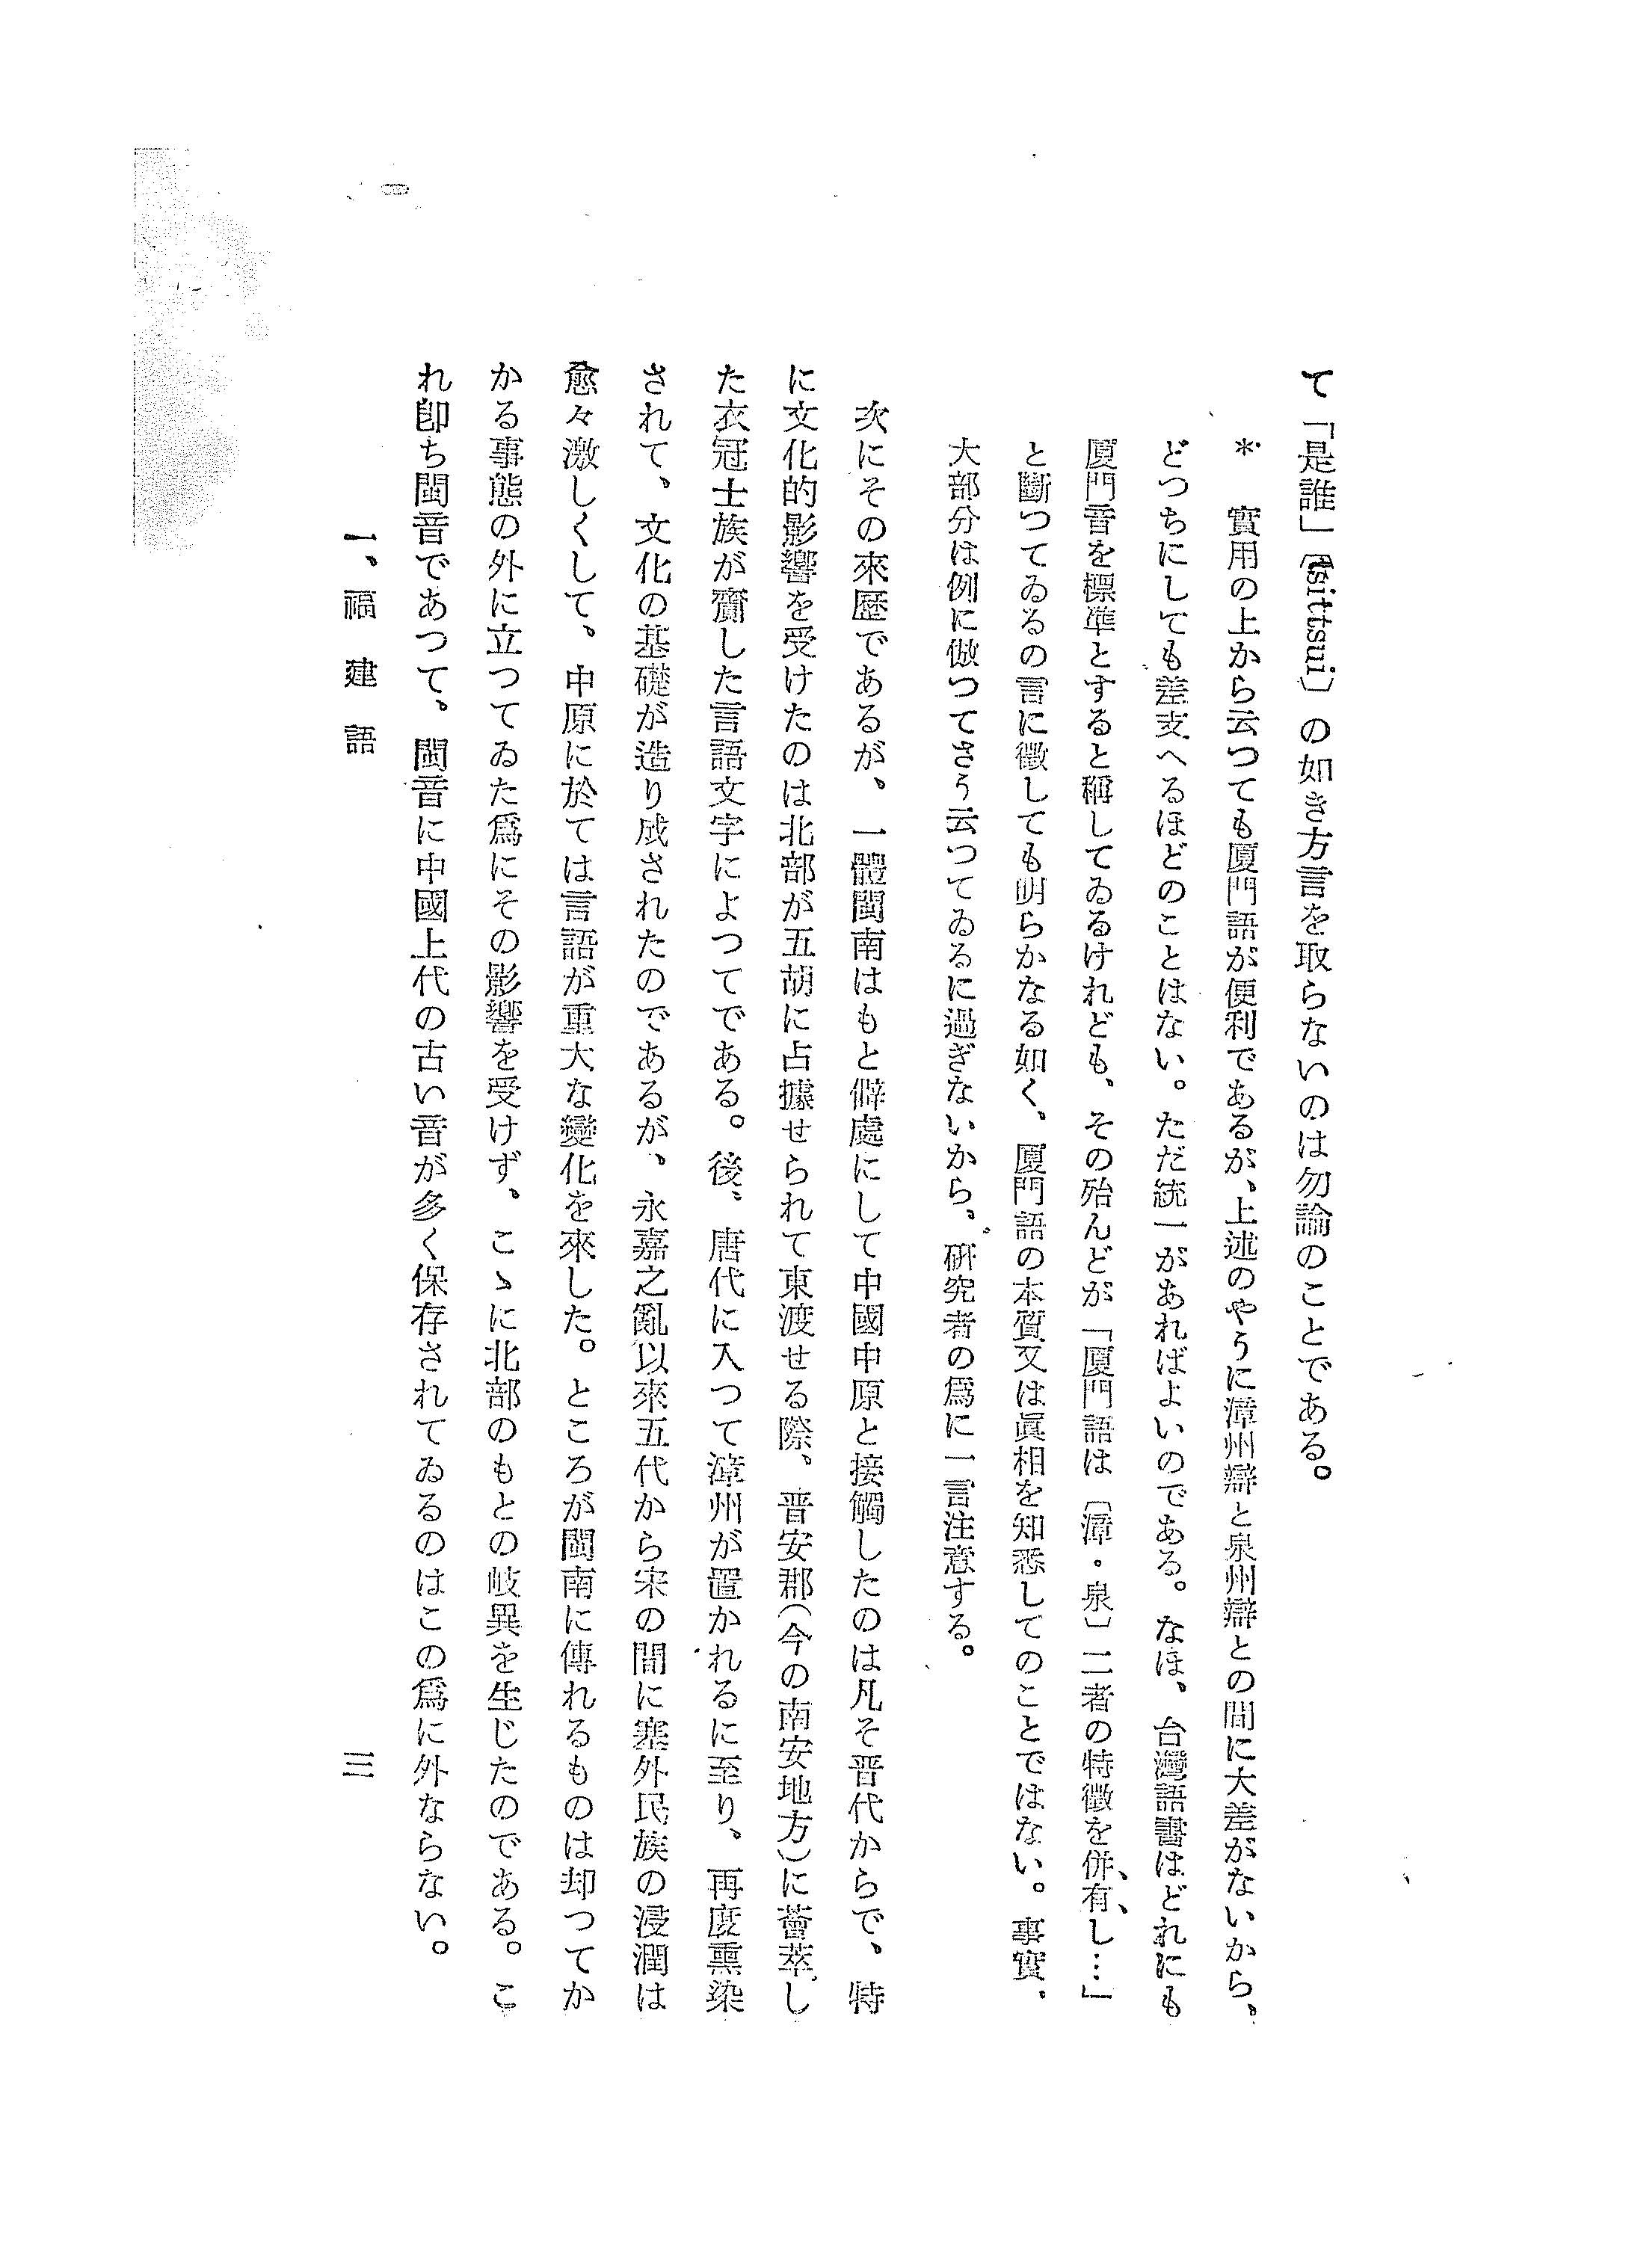 て「是誰」〔tsittsui〕の如き方言を取らないのは勿論のことである。
＊　實用の上から云つても厦門語が便利であるが、上述のやうに漳州辯と泉州辯との間に大差がないから、
どつちにしても差支へるほどのことはない。ただ統一があればよいのである。なほ、台灣語書はどれにも
厦門音を標準とすると稱してゐるけれども、その殆んどが「厦門語は〔漳・泉〕二者の特徵を併有し…」
と斷つてゐるの言に徵しても明らかなる如く、厦門語の本質又は眞相を知悉してのことではない。事實、
大部分は例に倣つてさう云つてゐるに過ぎないから、硏究者の爲に一言注意する。
次にその來歷であるが、一體閩南はもと僻處にして中國中原と接觸したのは凡そ晋代からで、特
に文化的影響を受けたのは北部が五胡に占據せられて東渡せる際、晋安郡（今の南安地方）に薈萃し
た衣冠士族が齎した言語文字によつてである。後、唐代に入つて漳州が置かれるに至り、再度熏染
されて、文化の基礎が造り成されたのであるが、永嘉之亂以來五代から宋の間に塞外民族の浸潤は
愈々激しくして、中原に於ては言語が重大な變化を來した。ところが閩南に傳れるものは却つてか
かる事態の外に立つてゐた爲にその影響を受けず、こゝに北部のもとの岐異を生じたのである。こ
れ卽ち閩音であつて、閩音に中國上代の古い音が多く保存されてゐるのはこの爲に外ならない。
一、福建語
三